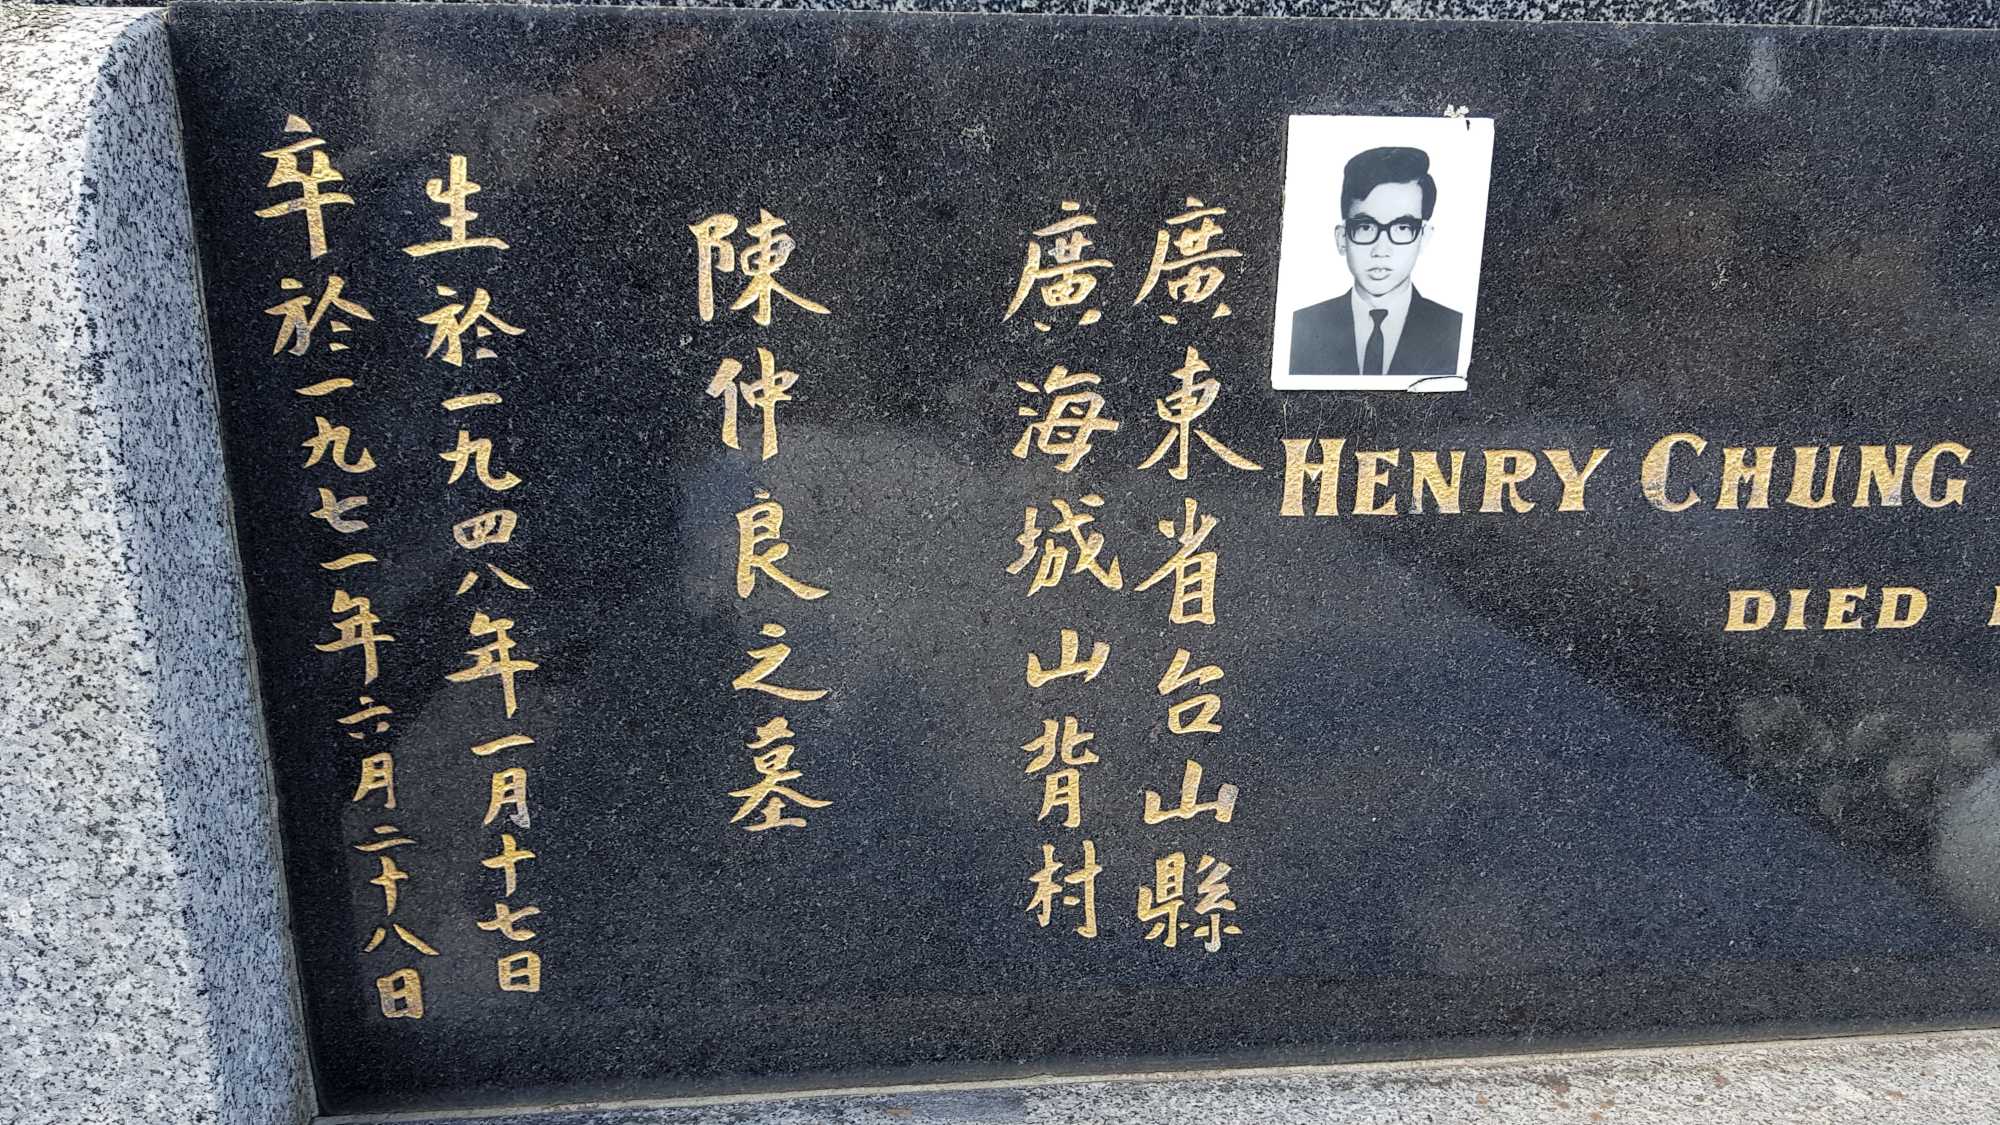 廣東省台山縣
廣海城山背村
陳仲良之墓
生於一九四八年一月十七日
卒於一九七一年六月二十八日
HENRY CHUNG
DIED